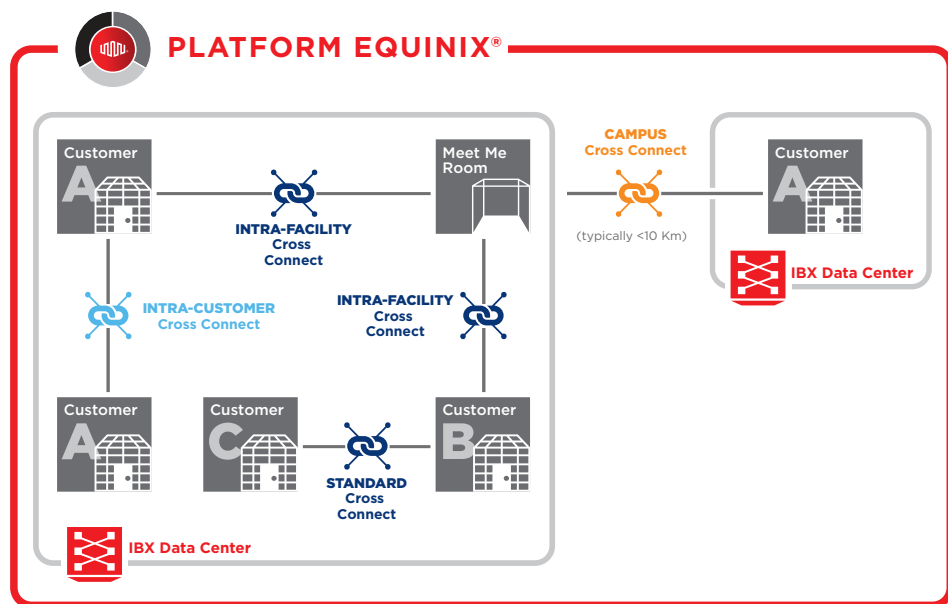 PLATFORM EQUINIX®
Customer
A
INTRA-FACILITY
Cross
Connect
Meet Me
Room
CAMPUS
Cross Connect
(typically <10 Km)
Customer
A
IBX Data Center
INTRA-CUSTOMER
Cross Connect
INTRA-FACILITY
Cross
Connect
Customer
A
Customer
C
STANDARD
Cross
Connect
Customer
B
IBX Data Center